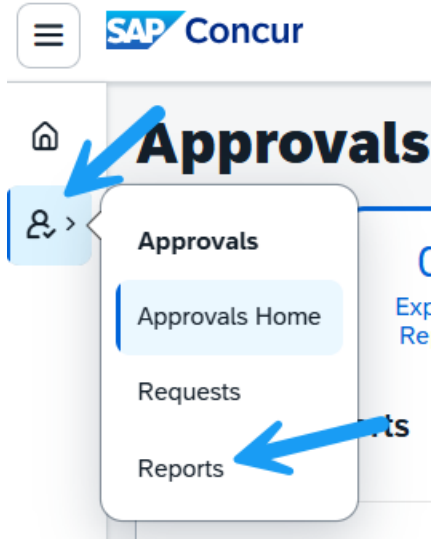 SAP Concur
Approvals
Approvals
Approvals Home
Requests
Reports